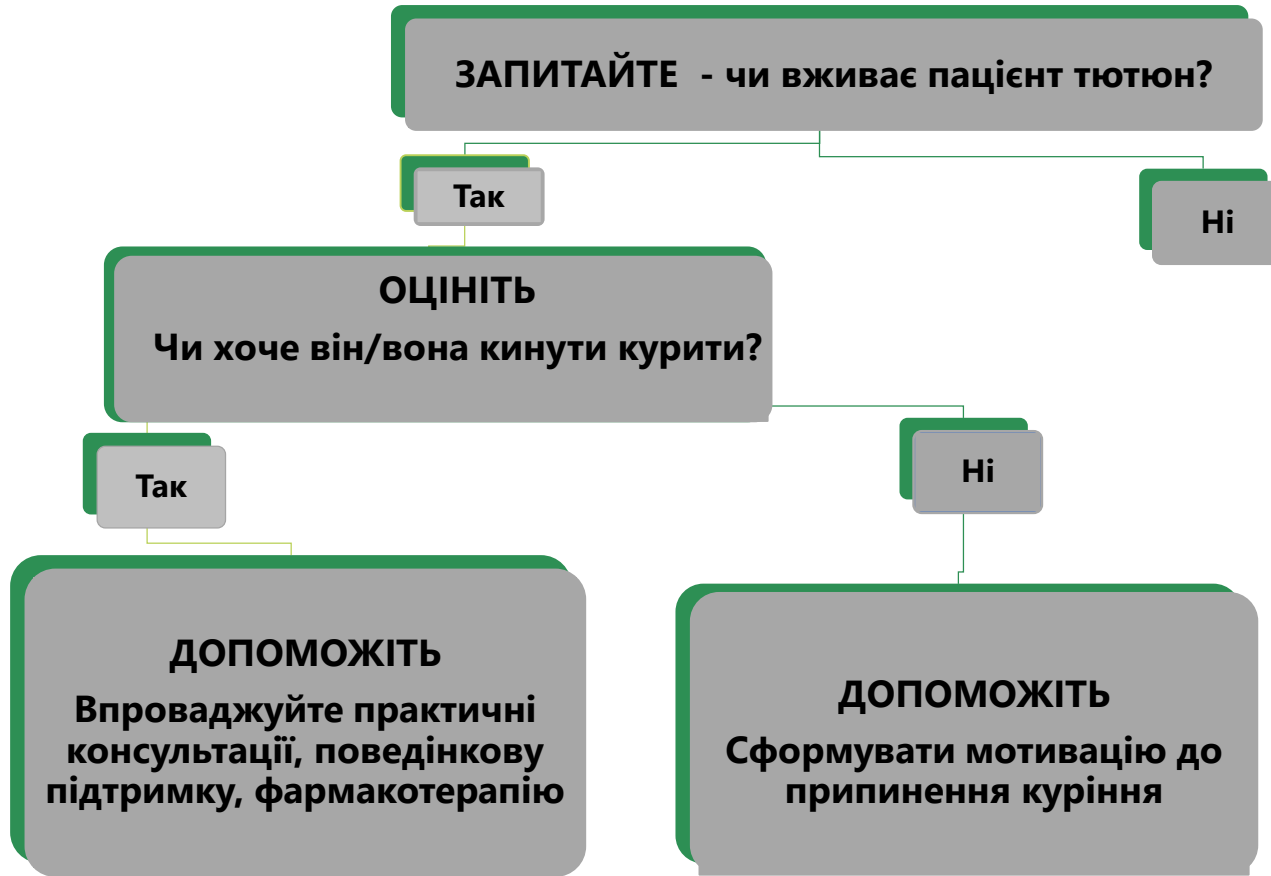 ЗАПИТАЙТЕ - чи вживає пацієнт тютюн?
Так
Ні
ОЦІНІТЬ
Чи хоче він/вона кинути курити?
Так
Ні
ДОПОМОЖІТЬ
Впроваджуйте практичні
консультації, поведінкову
підтримку, фармакотерапію
ДОПОМОЖІТЬ
Сформувати мотивацію до
припинення куріння